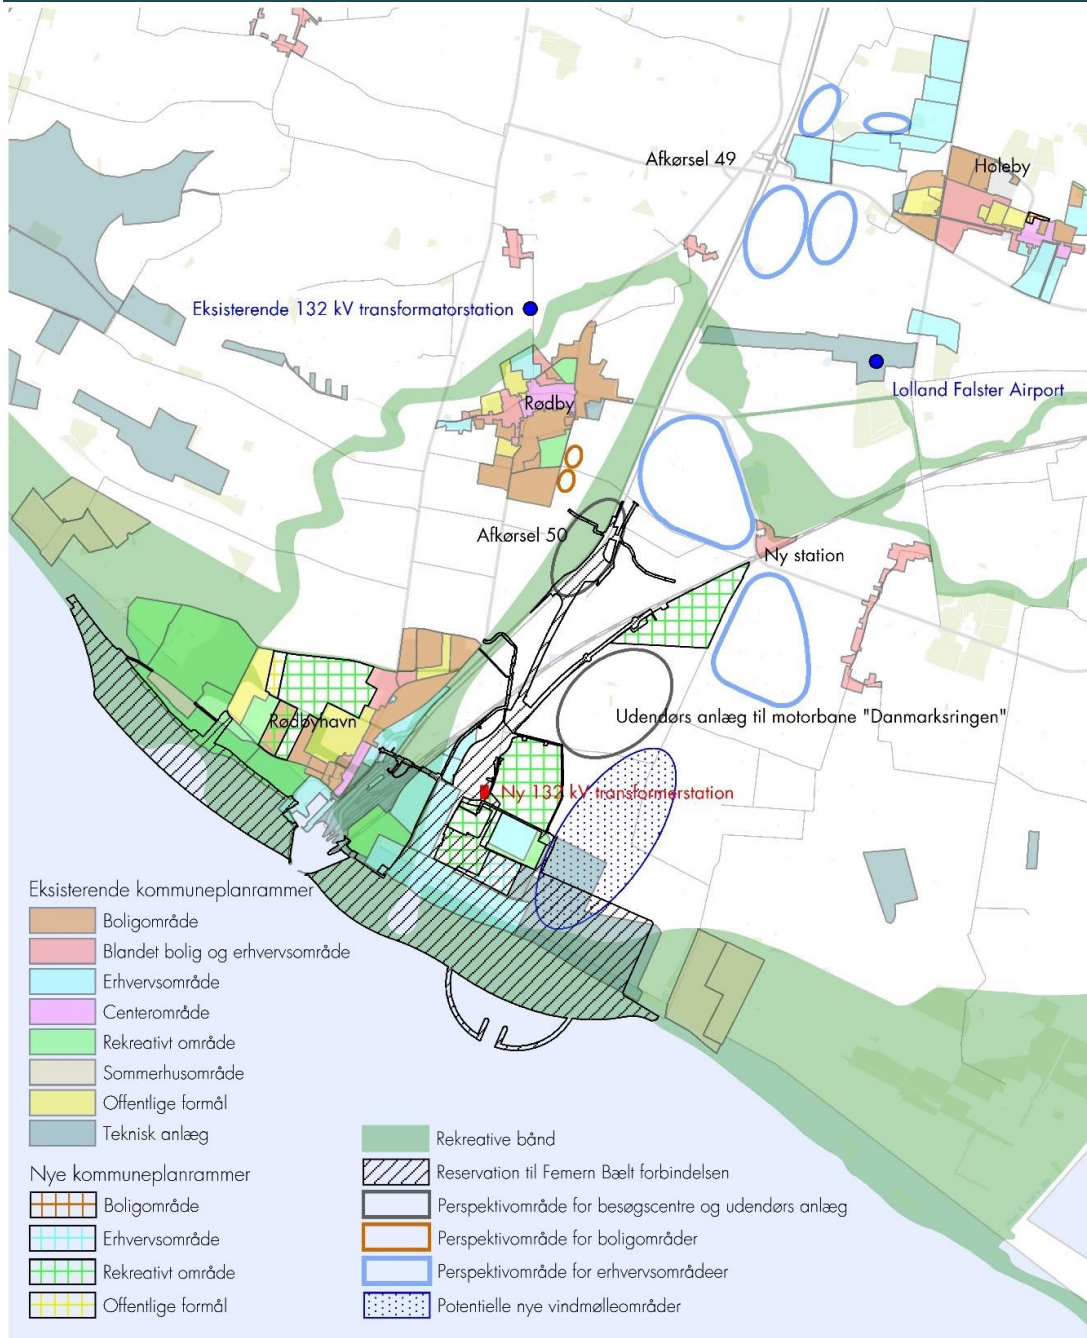 Afkørsel 49
Holeby
Eksisterende 132 kV transformatorstation
Lolland Falster Airport
Rødby
Afkørsel 50
Ny station
Udendørs anlæg til motorbane "Danmarksringen"
Rødbyhavn
Ny 132 kV transformerstation
Eksisterende kommuneplanrammer
Boligområde
Blandet bolig og erhvervsområde
Erhvervsområde
Centerområde
Rekreativt område
Sommerhusområde
Offentlige formål
Teknisk anlæg
Nye kommuneplanrammer
Boligområde
Erhvervsområde
Rekreativt område
Offentlige formål
Rekreative bånd
Reservation til Femern Bælt forbindelsen
Perspektivområde for besøgscentre og udendørs anlæg
Perspektivområde for boligområder
Perspektivområde for erhvervsområdeer
Potentielle nye vindmølleområder